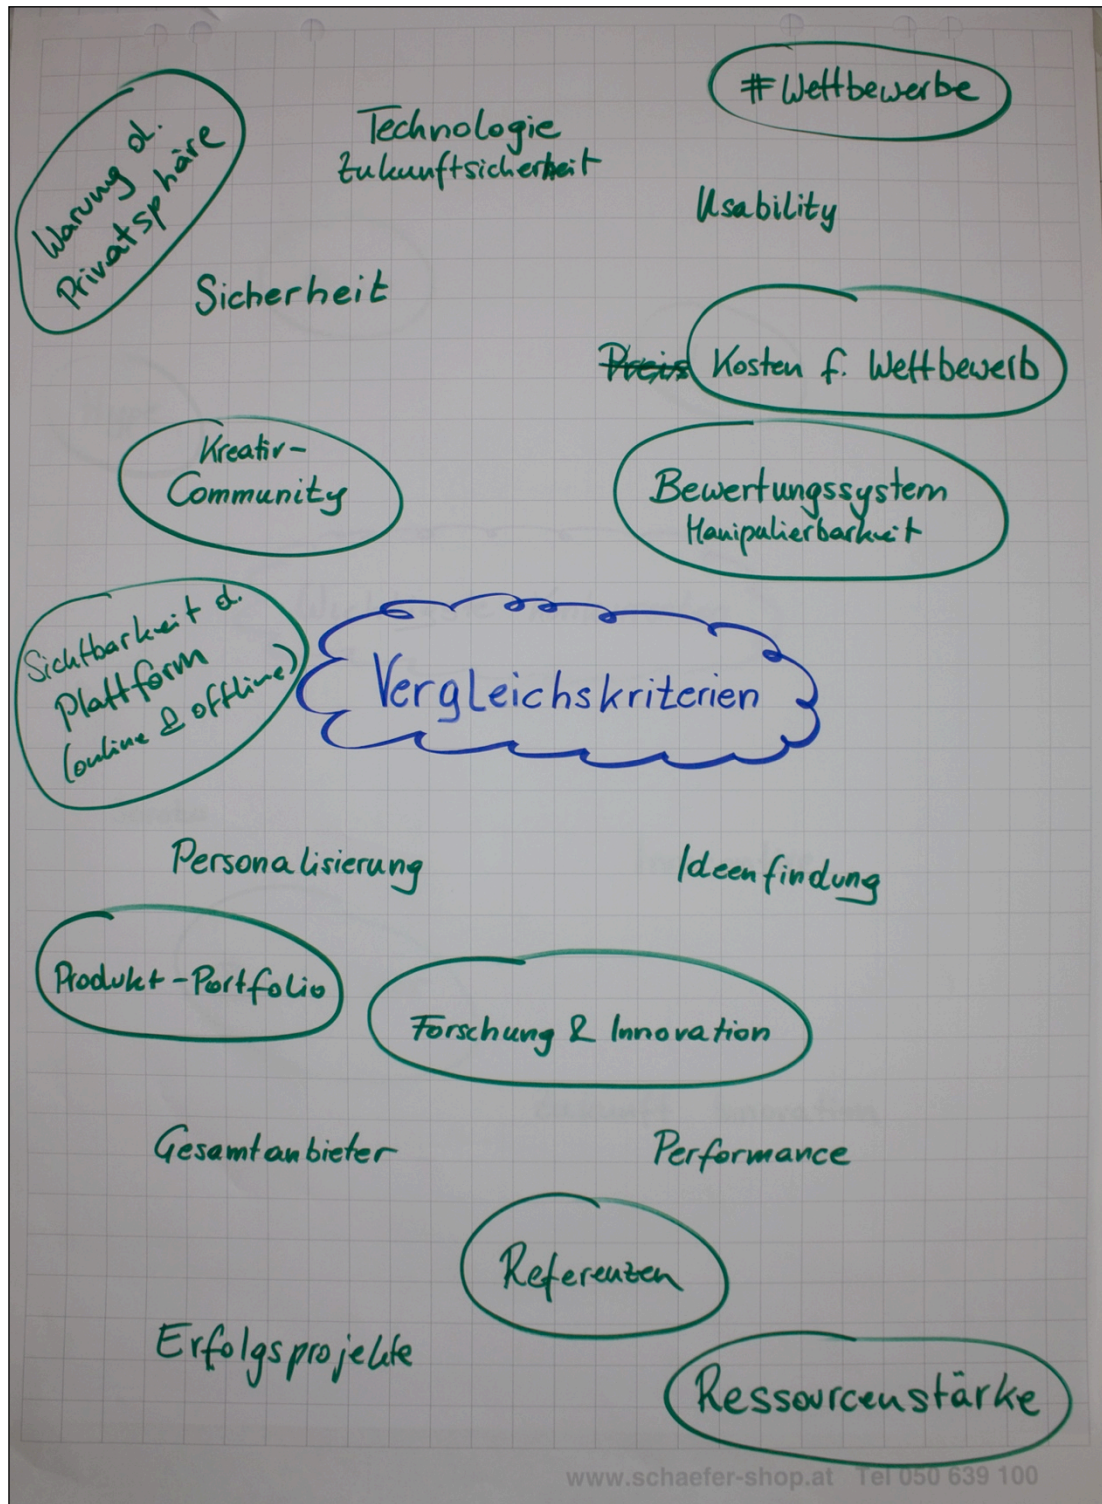 #Wettbewerbe
Warung d.
Privatsphäre
Technologie
Zukunftsicherheit
Usability
Sicherheit
Preis Kosten f. Wettbewerb
Kreativ-
Community
Bewertungssystem
Manipulierbarkeit
Sichtbarkeit d.
Plattform
(online & offline)
Vergleichskriterien
Personalisierung
Ideenfindung
Produkt-Portfolio
Forschung & Innovation
Gesamtanbieter
Performance
Referenzen
Erfolgsprojekte
Ressourcenstärke
www.schaefer-shop.at Tel 050 639 100